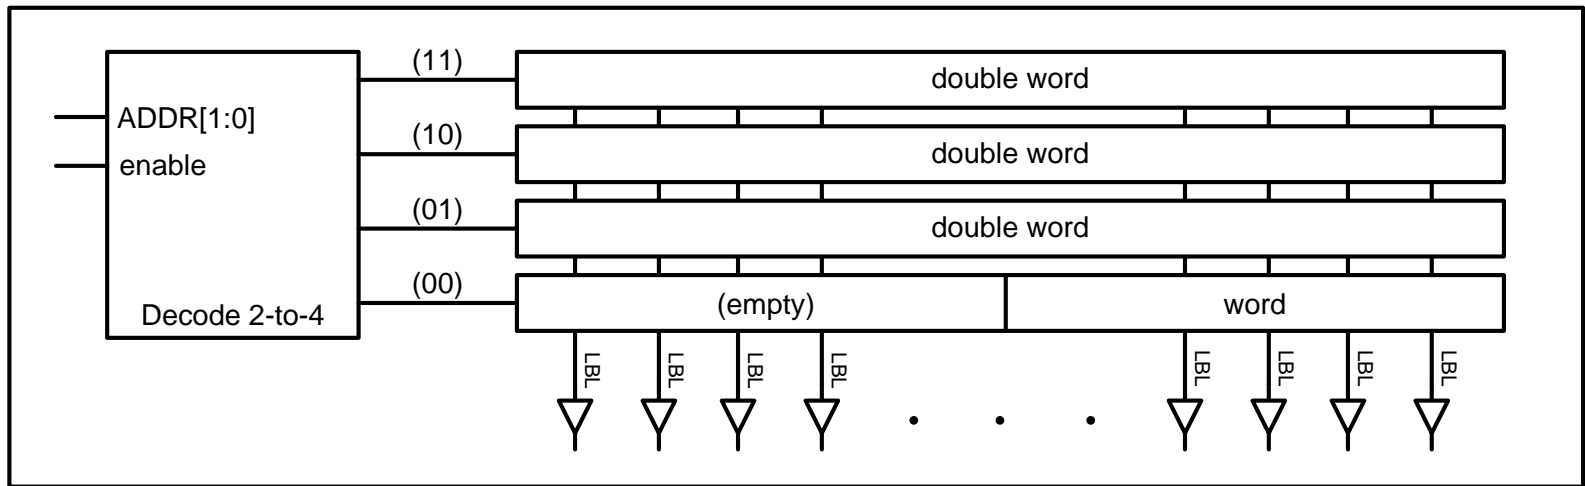 (11)
double word
ADDR[1:0]
(10)
double word
enable
(01)
double word
(00)
(empty)
word
Decode 2-to-4
LBL
LBL
LBL
LBL
LBL
LBL
LBL
LBL